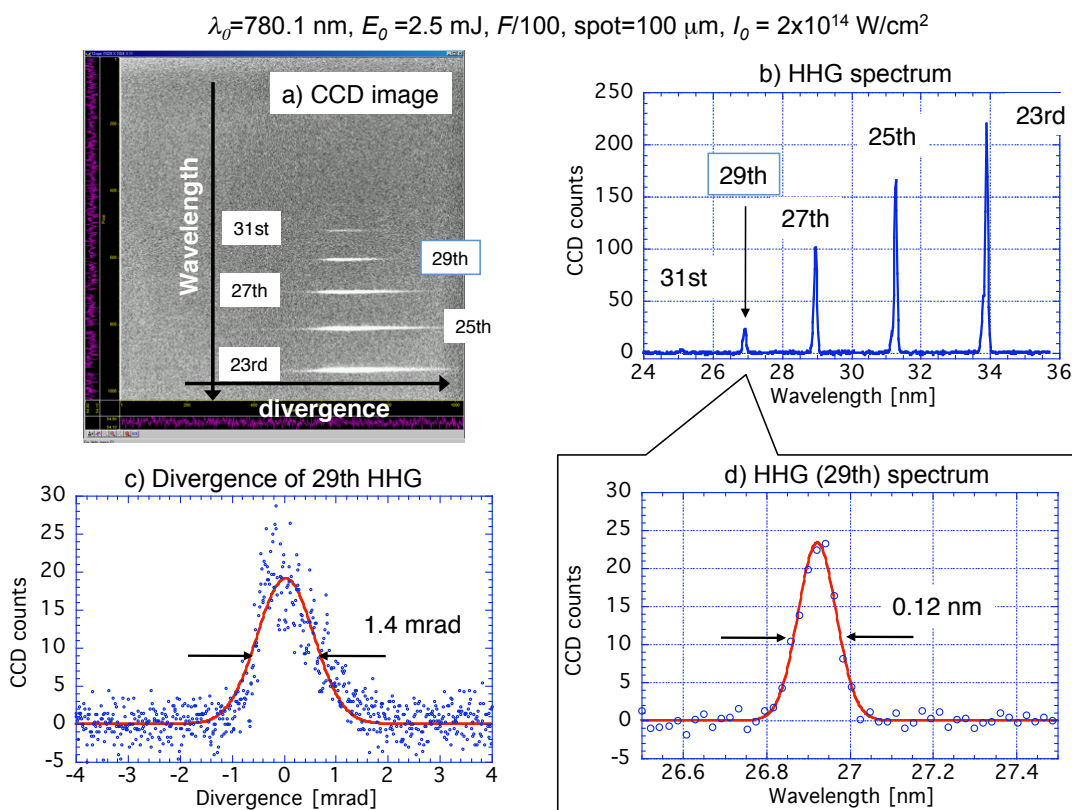 λ0=780.1 nm, E0 =2.5 mJ, F/100, spot=100 μm, I0 = 2x10^14 W/cm^2
a) CCD image
Wavelength
31st
29th
27th
25th
23rd
divergence
b) HHG spectrum
250
200
150
100
50
0
CCD counts
31st
29th
27th
25th
23rd
24 26 28 30 32 34 36
Wavelength [nm]
c) Divergence of 29th HHG
30
25
20
15
10
5
0
-5
CCD counts
1.4 mrad
-4 -3 -2 -1 0 1 2 3 4
Divergence [mrad]
d) HHG (29th) spectrum
30
25
20
15
10
5
0
-5
CCD counts
0.12 nm
26.6 26.8 27 27.2 27.4
Wavelength [nm]